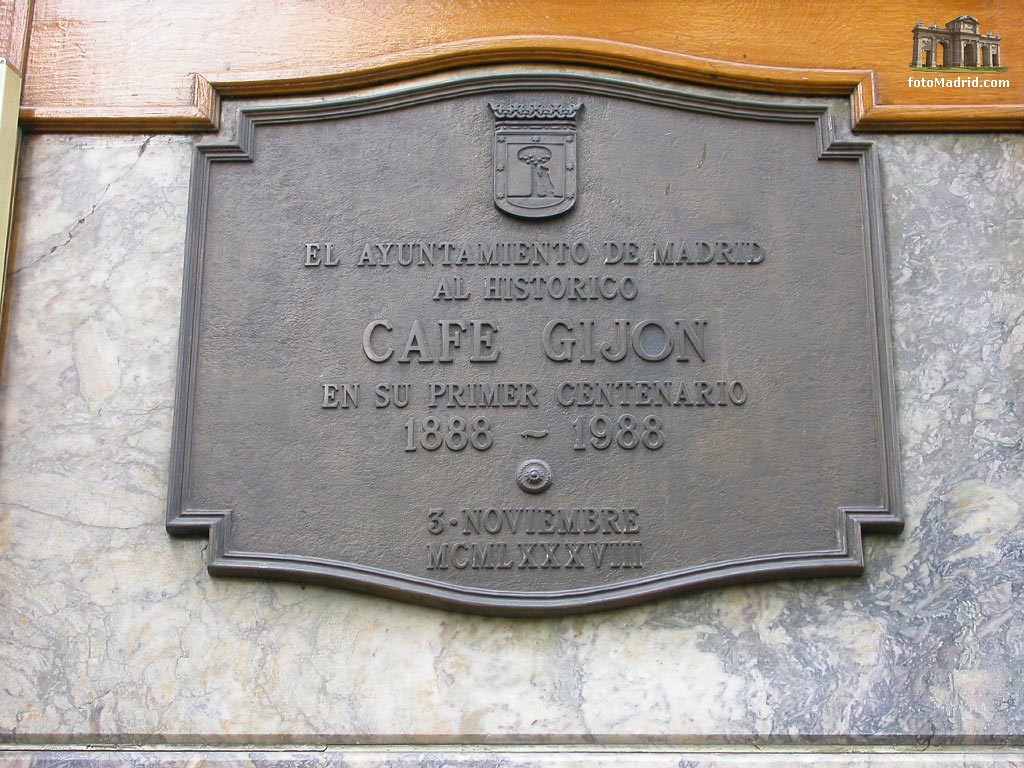 fotoMadrid.com
EL AYUNTAMIENTO DE MADRID
AL HISTORICO
CAFE GIJON
EN SU PRIMER CENTENARIO
1888 ~ 1988
3·NOVIEMBRE
MCMLXXXVIII